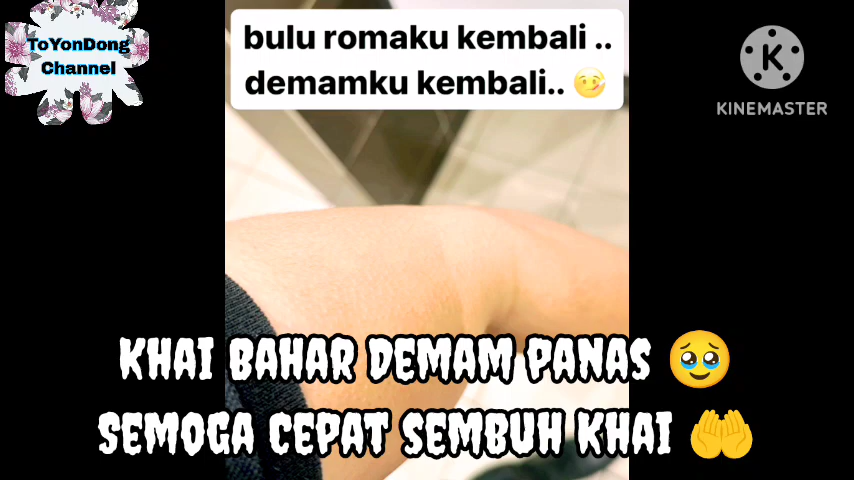 ToYonDong
Channel
bulu romaku kembali ..
demamku kembali.. 🤒
KINEMASTER
KHAI BAHAR DEMAM PANAS 🥹
SEMOGA CEPAT SEMBUH KHAI 🤲